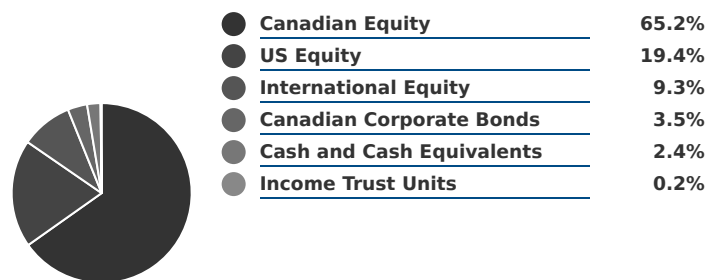 Canadian Equity 65.2%
US Equity 19.4%
International Equity 9.3%
Canadian Corporate Bonds 3.5%
Cash and Cash Equivalents 2.4%
Income Trust Units 0.2%